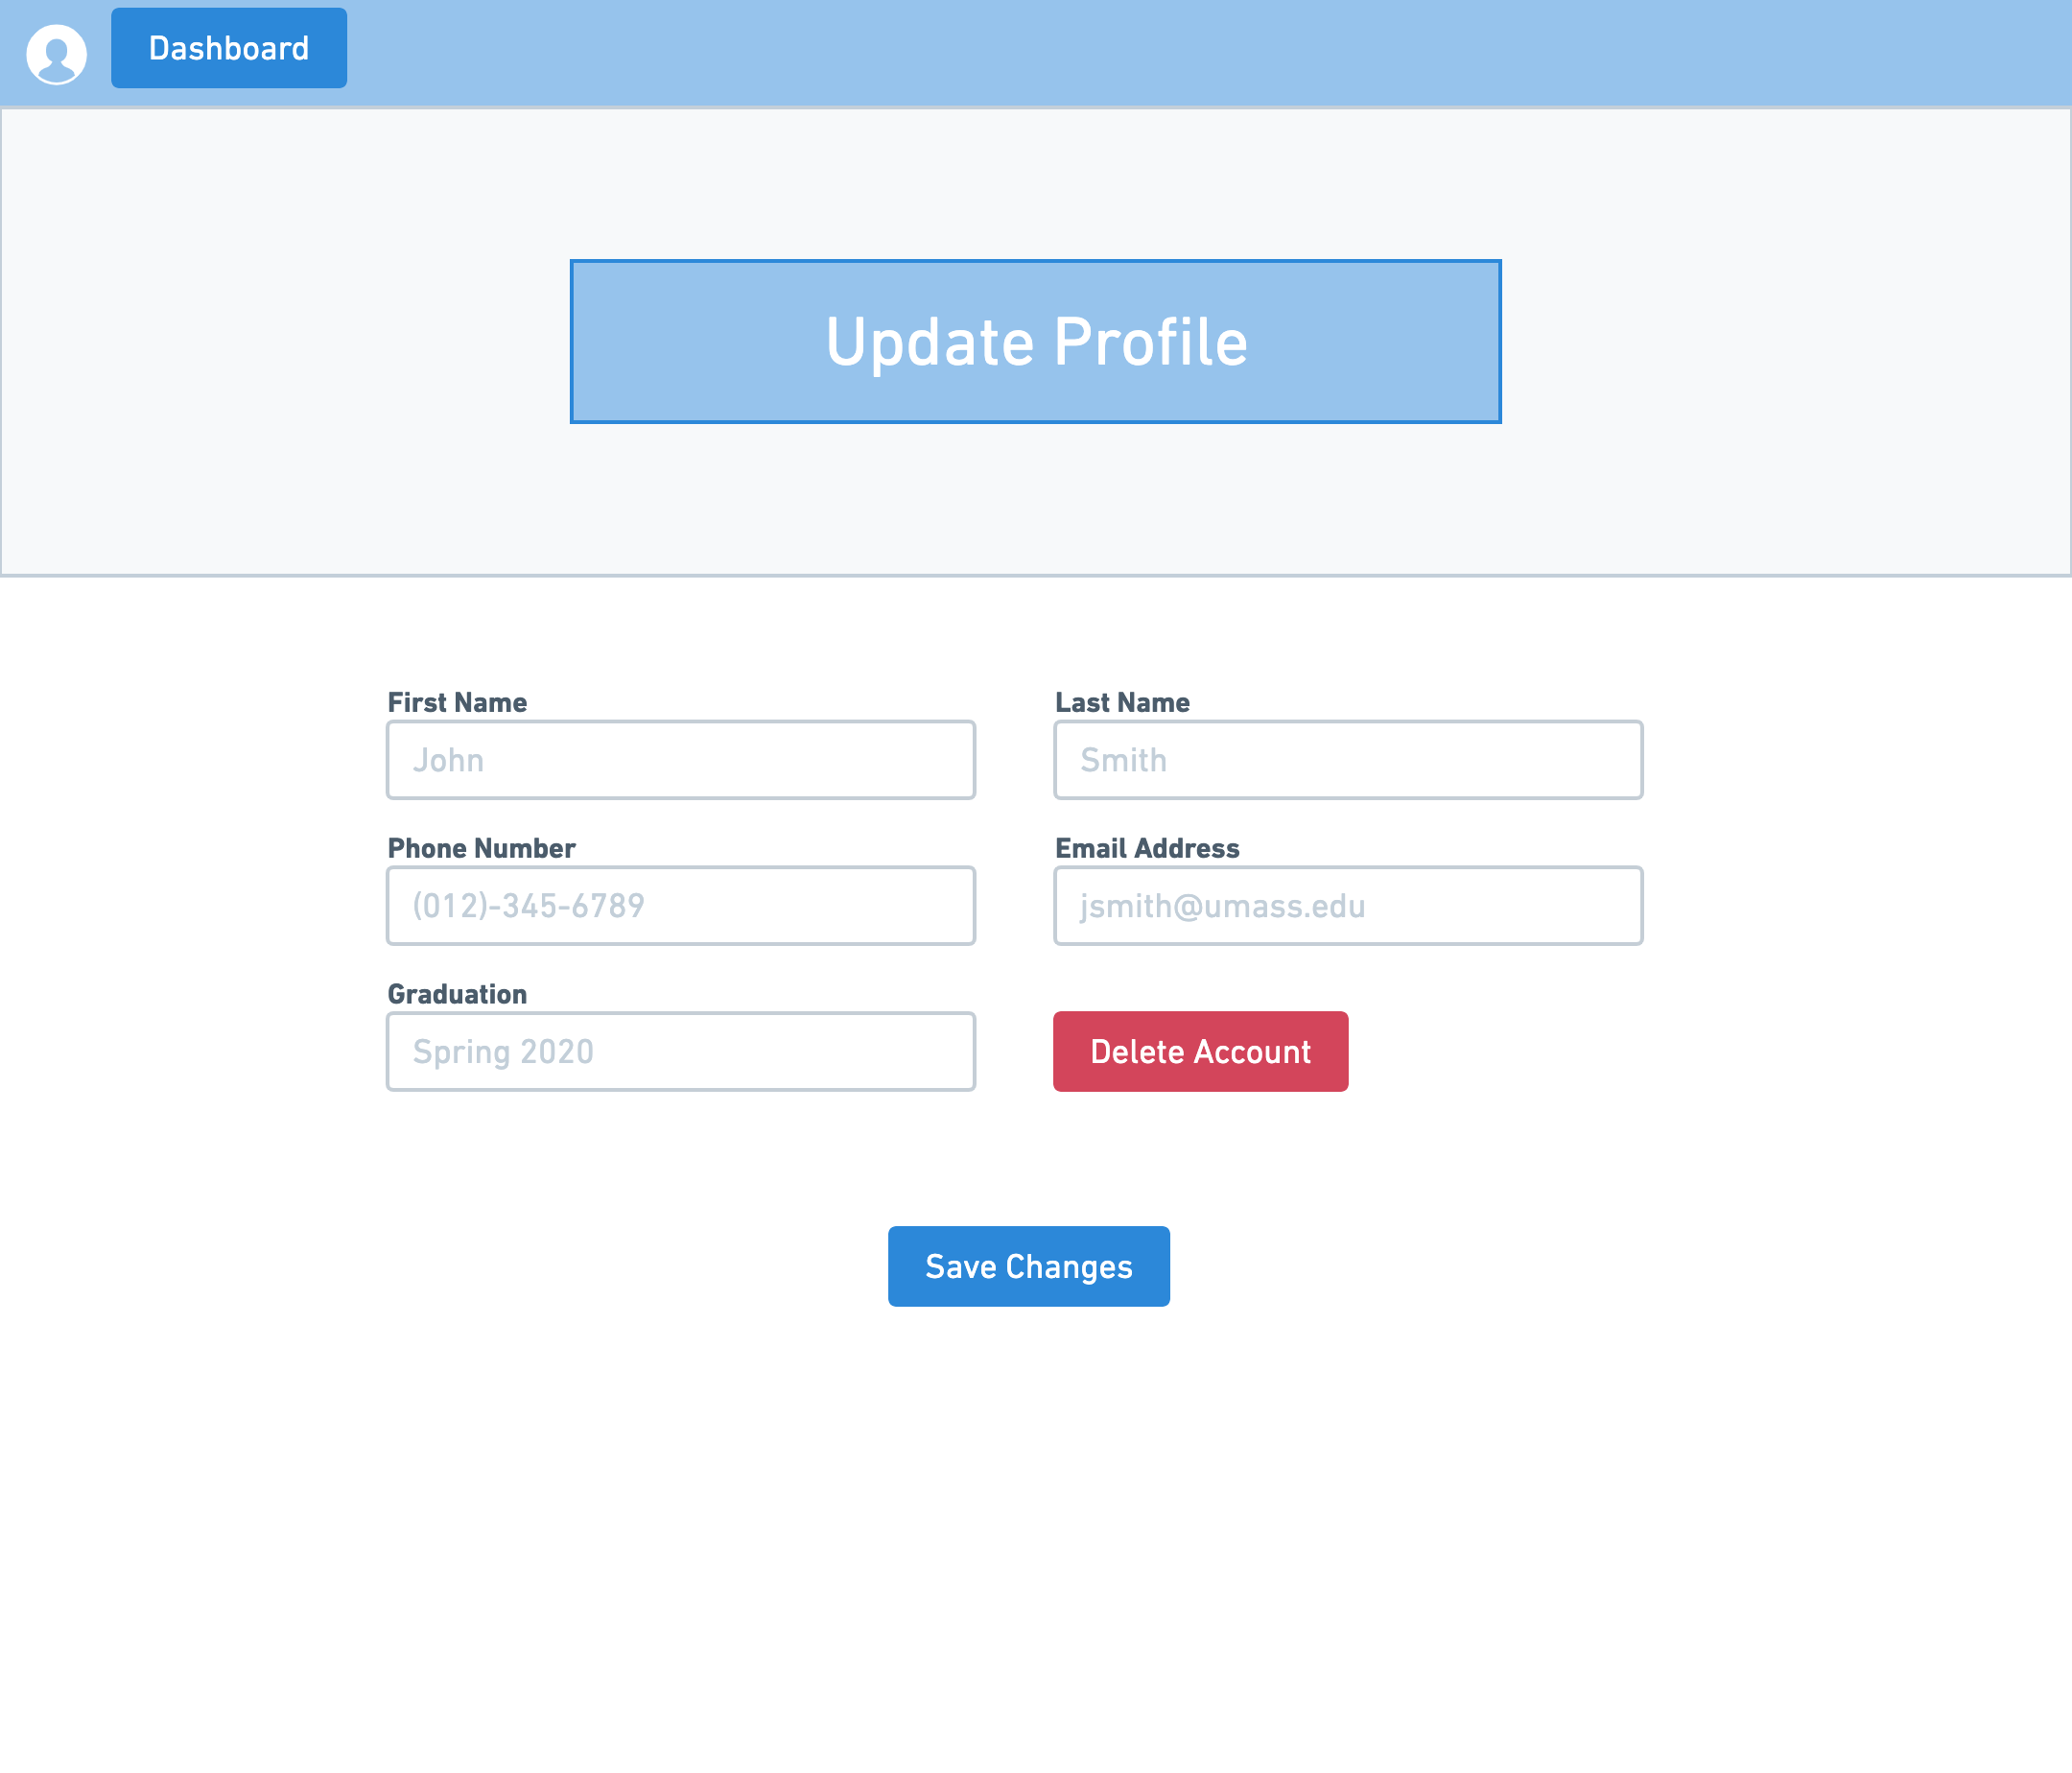 Dashboard
Update Profile
First Name
Last Name
John
Smith
Phone Number
Email Address
(012)-345-6789
jsmith@umass.edu
Graduation
Spring 2020
Delete Account
Save Changes